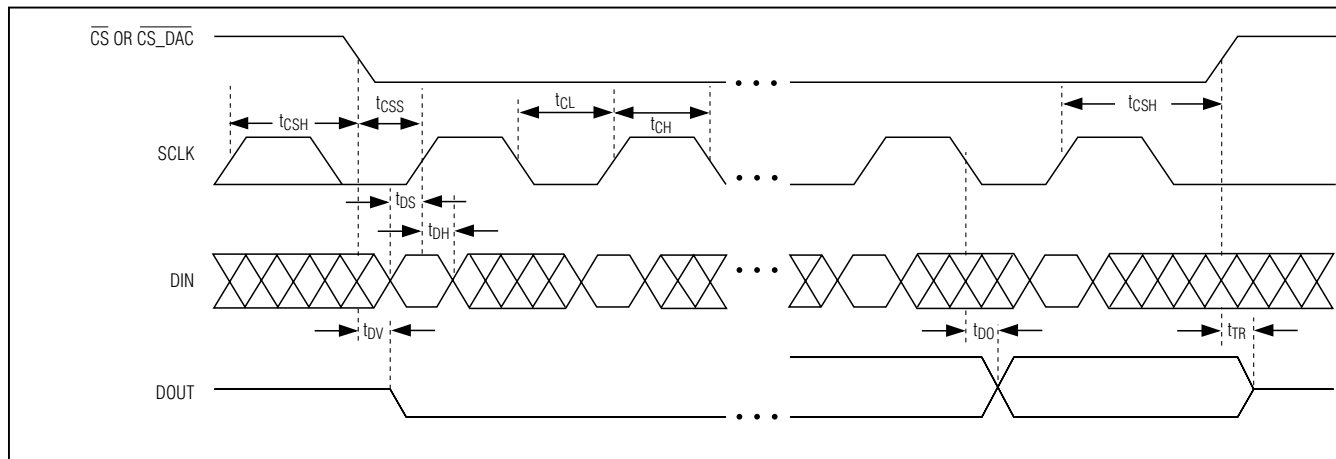 CS OR CS_DAC
tCSS
tCL
tCSH
tCSH
tCH
SCLK
tDS
tDH
DIN
tDV
tDO
tTR
DOUT